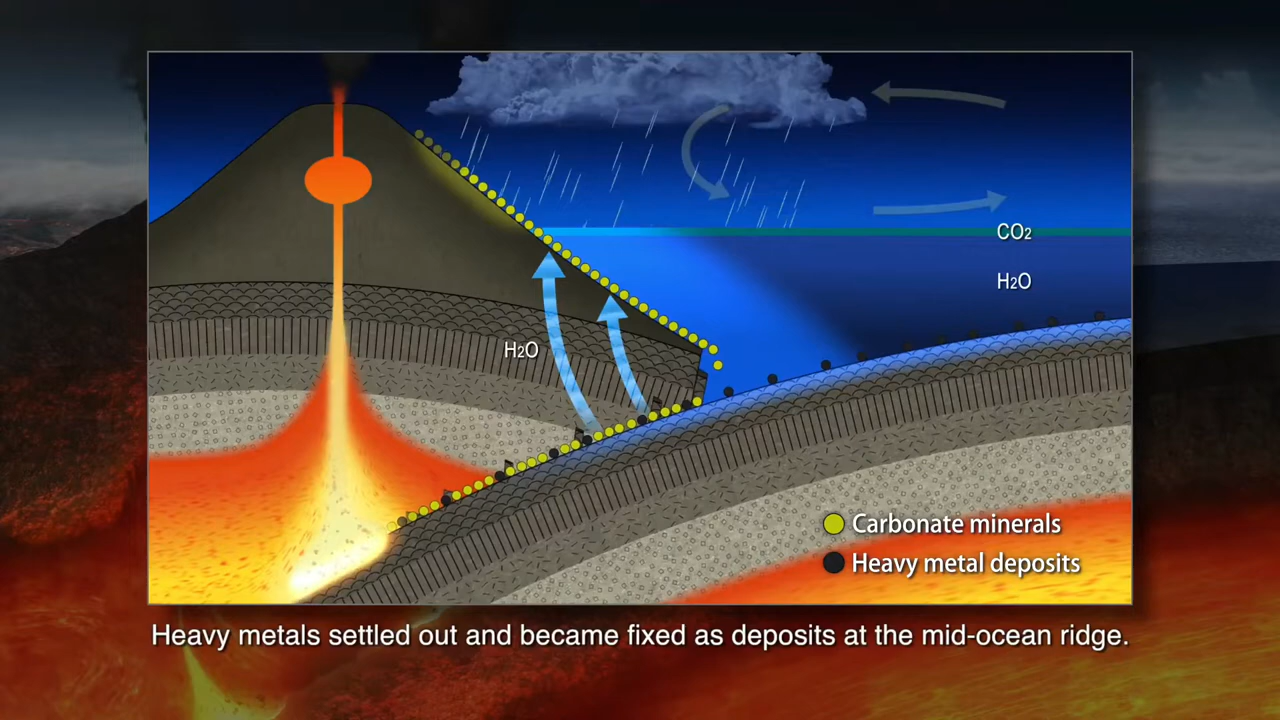 CO2
H2O
H2O
Carbonate minerals
Heavy metal deposits
Heavy metals settled out and became fixed as deposits at the mid-ocean ridge.